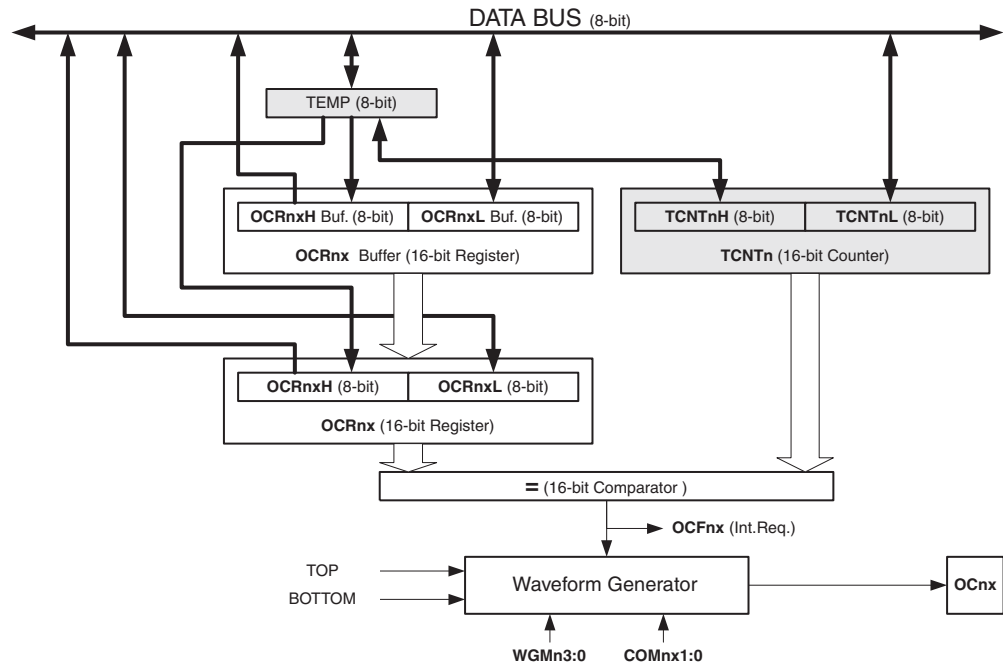 DATA BUS (8-bit)
TEMP (8-bit)
OCRnxH Buf. (8-bit)
OCRnxL Buf. (8-bit)
OCRnx Buffer (16-bit Register)
TCNTnH (8-bit)
TCNTnL (8-bit)
TCNTn (16-bit Counter)
OCRnxH (8-bit)
OCRnxL (8-bit)
OCRnx (16-bit Register)
= (16-bit Comparator )
OCFnx (Int.Req.)
TOP
BOTTOM
Waveform Generator
OCnx
WGMn3:0
COMnx1:0